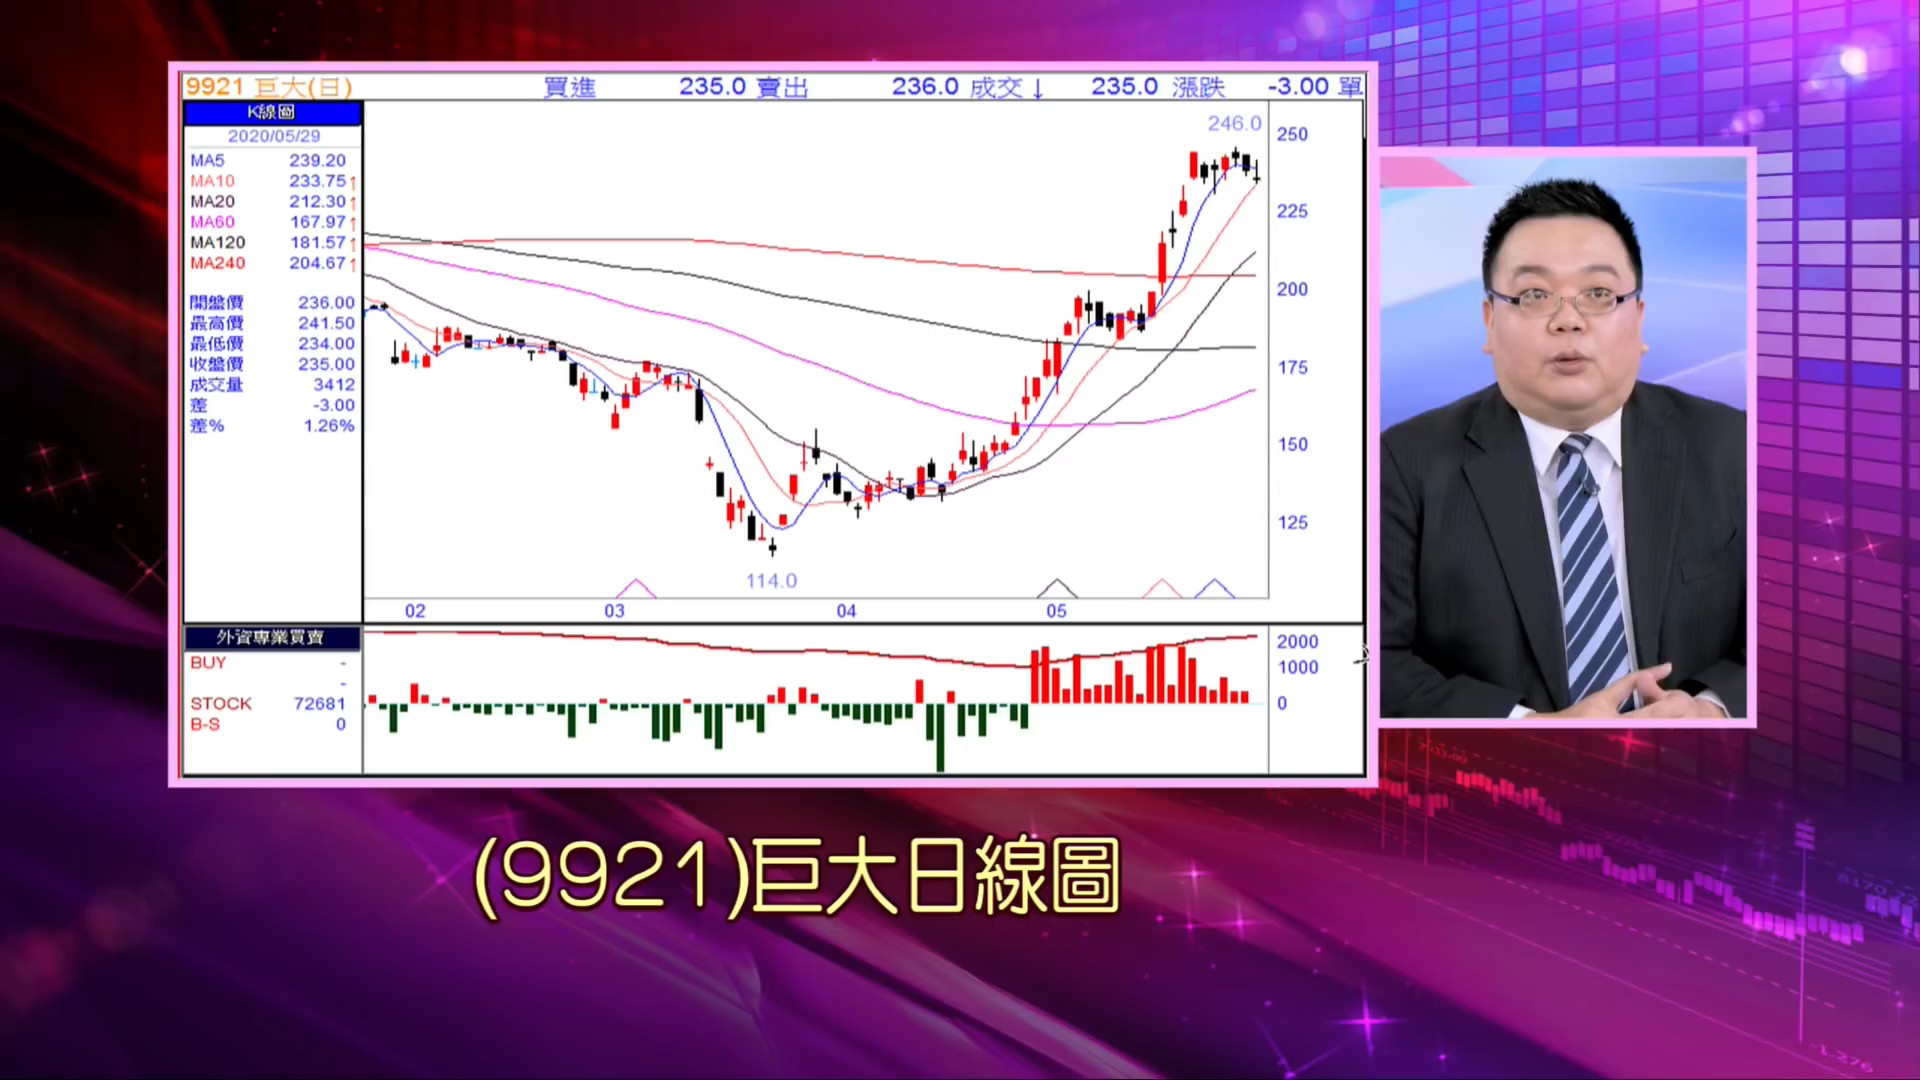 9921 巨大(日) 買進 235.0 賣出 236.0 成交↓ 235.0 漲跌 -3.00 單
K線圖
2020/05/29
MA5 239.20
MA10 233.75↑
MA20 212.30↑
MA60 167.97↑
MA120 181.57↑
MA240 204.67↑
開盤價 236.00
最高價 241.50
最低價 234.00
收盤價 235.00
成交量 3412
差 -3.00
差% 1.26%
246.0
250
225
200
175
150
125
114.0
02 03 04 05
外資專業買賣
BUY -
-
STOCK 72681
B-S 0
2000
1000
0
(9921)巨大日線圖